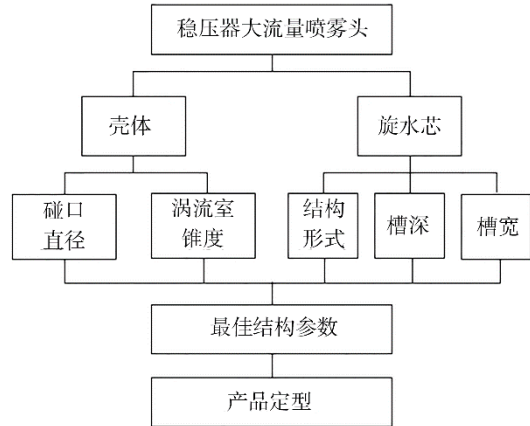 稳压器大流量喷雾头
壳体
旋水芯
碰口
直径
涡流室
锥度
结构
形式
槽深
槽宽
最佳结构参数
产品定型